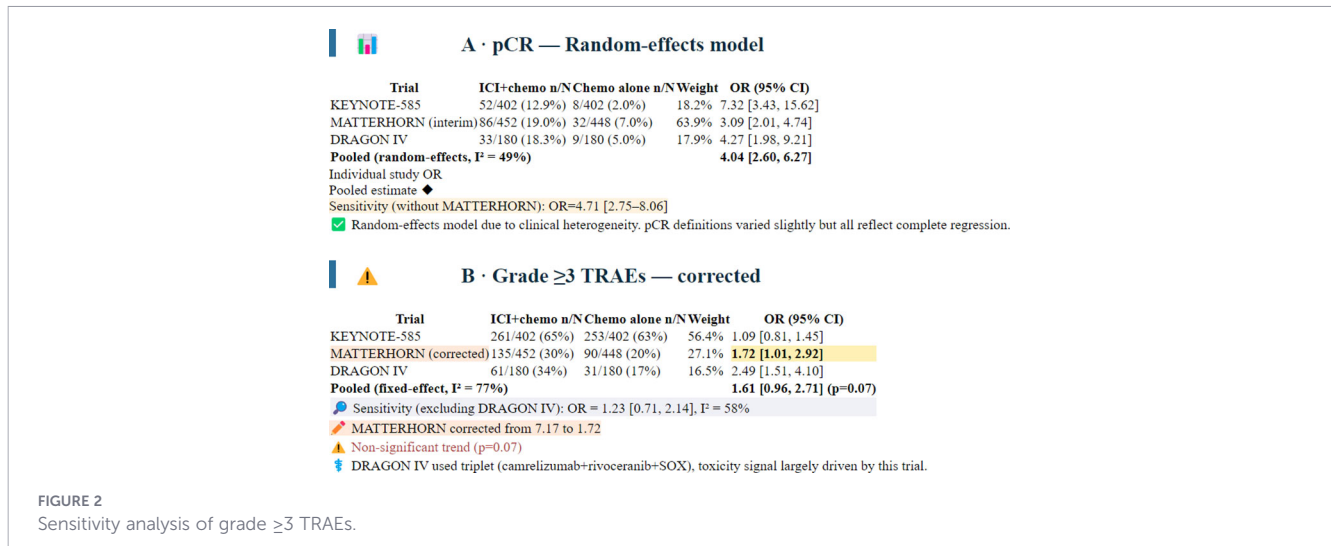 A · pCR — Random-effects model
Trial ICI+chemo n/N Chemo alone n/N Weight OR (95% CI)
KEYNOTE-585 52/402 (12.9%) 8/402 (2.0%) 18.2% 7.32 [3.43, 15.62]
MATTERHORN (interim) 86/452 (19.0%) 32/448 (7.0%) 63.9% 3.09 [2.01, 4.74]
DRAGON IV 33/180 (18.3%) 9/180 (5.0%) 17.9% 4.27 [1.98, 9.21]
Pooled (random-effects, I² = 49%) 4.04 [2.60, 6.27]
Individual study OR
Pooled estimate ◆
Sensitivity (without MATTERHORN): OR=4.71 [2.75–8.06]
✅ Random-effects model due to clinical heterogeneity. pCR definitions varied slightly but all reflect complete regression.
⚠ B · Grade ≥3 TRAEs — corrected
Trial ICI+chemo n/N Chemo alone n/N Weight OR (95% CI)
KEYNOTE-585 261/402 (65%) 253/402 (63%) 56.4% 1.09 [0.81, 1.45]
MATTERHORN (corrected) 135/452 (30%) 90/448 (20%) 27.1% 1.72 [1.01, 2.92]
DRAGON IV 61/180 (34%) 31/180 (17%) 16.5% 2.49 [1.51, 4.10]
Pooled (fixed-effect, I² = 77%) 1.61 [0.96, 2.71] (p=0.07)
Sensitivity (excluding DRAGON IV): OR = 1.23 [0.71, 2.14], I² = 58%
MATTERHORN corrected from 7.17 to 1.72
⚠ Non-significant trend (p=0.07)
DRAGON IV used triplet (camrelizumab+rivoceranib+SOX), toxicity signal largely driven by this trial.
FIGURE 2
Sensitivity analysis of grade ≥3 TRAEs.